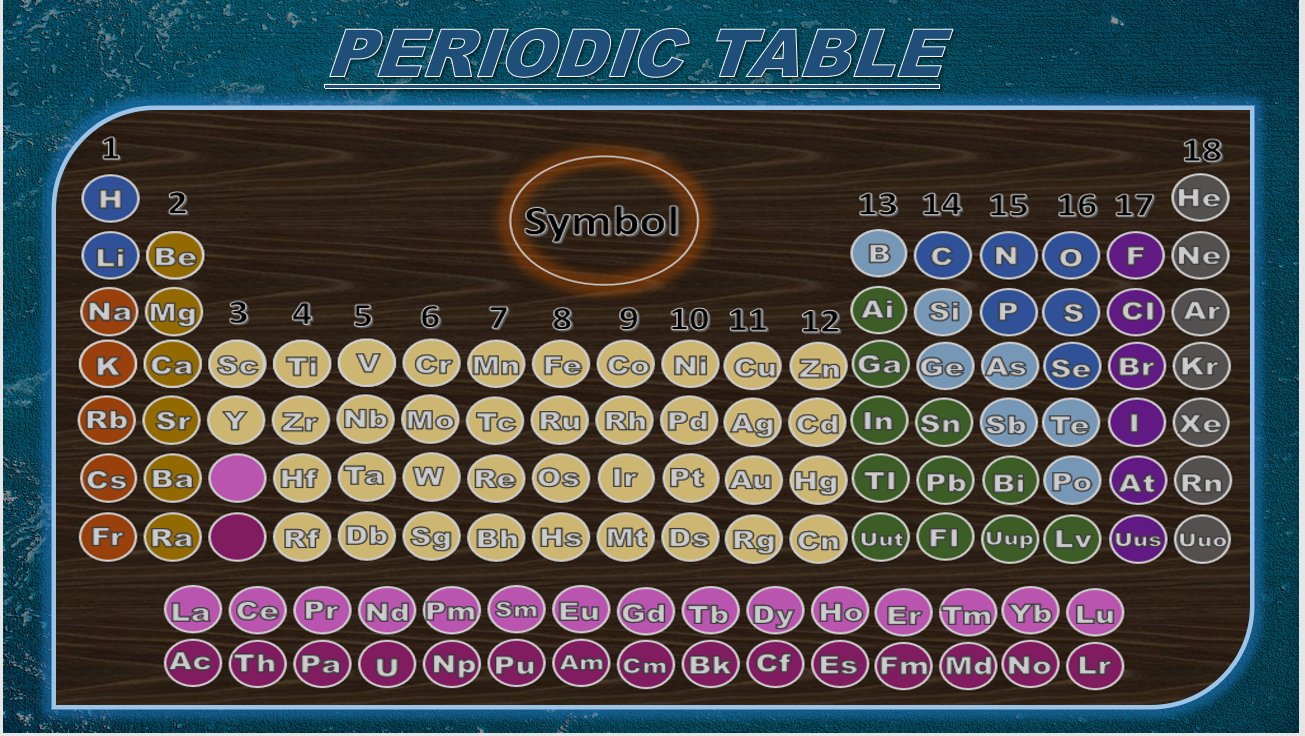 PERIODIC TABLE
1 18
H 2 Symbol 13 14 15 16 17 He
Li Be B C N O F Ne
Na Mg 3 4 5 6 7 8 9 10 11 12 Ai Si P S Cl Ar
K Ca Sc Ti V Cr Mn Fe Co Ni Cu Zn Ga Ge As Se Br Kr
Rb Sr Y Zr Nb Mo Tc Ru Rh Pd Ag Cd In Sn Sb Te I Xe
Cs Ba Hf Ta W Re Os Ir Pt Au Hg Tl Pb Bi Po At Rn
Fr Ra Rf Db Sg Bh Hs Mt Ds Rg Cn Uut Fl Uup Lv Uus Uuo
La Ce Pr Nd Pm Sm Eu Gd Tb Dy Ho Er Tm Yb Lu
Ac Th Pa U Np Pu Am Cm Bk Cf Es Fm Md No Lr